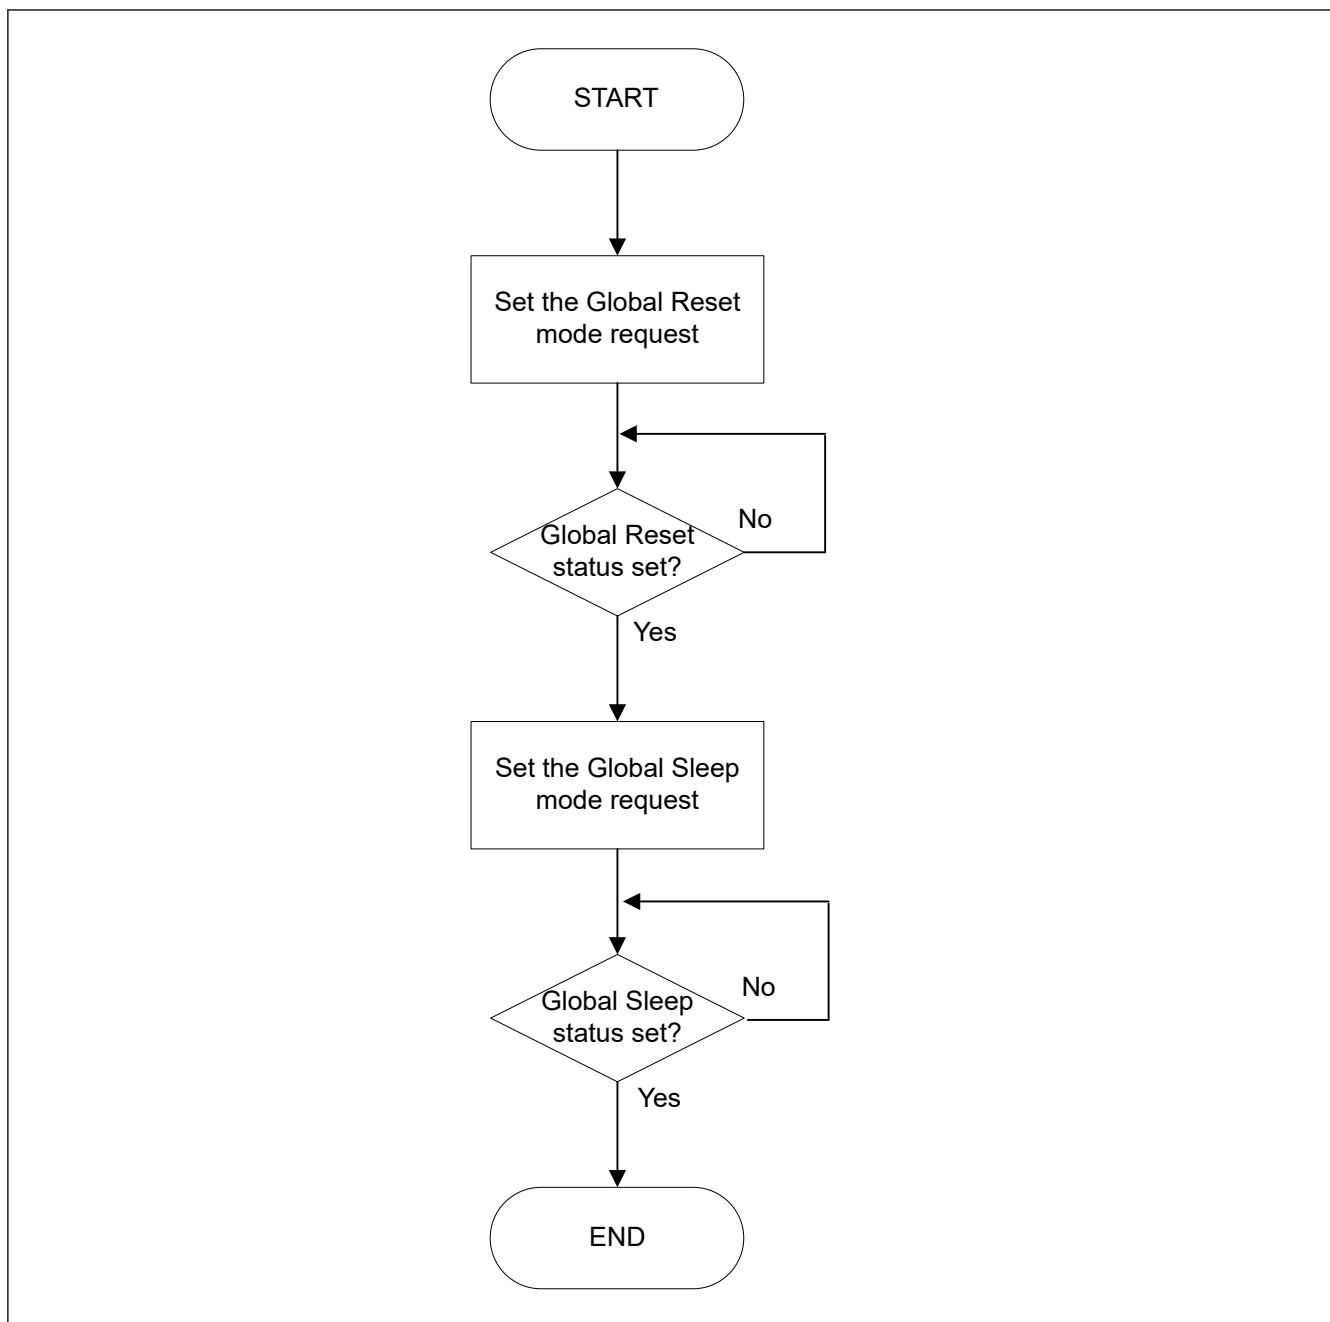 START
Set the Global Reset
mode request
No
Global Reset
status set?
Yes
Set the Global Sleep
mode request
No
Global Sleep
status set?
Yes
END